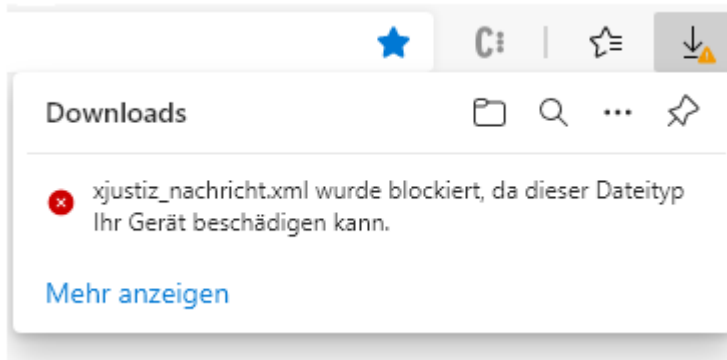 Downloads
xjustiz_nachricht.xml wurde blockiert, da dieser Dateityp
Ihr Gerät beschädigen kann.
Mehr anzeigen